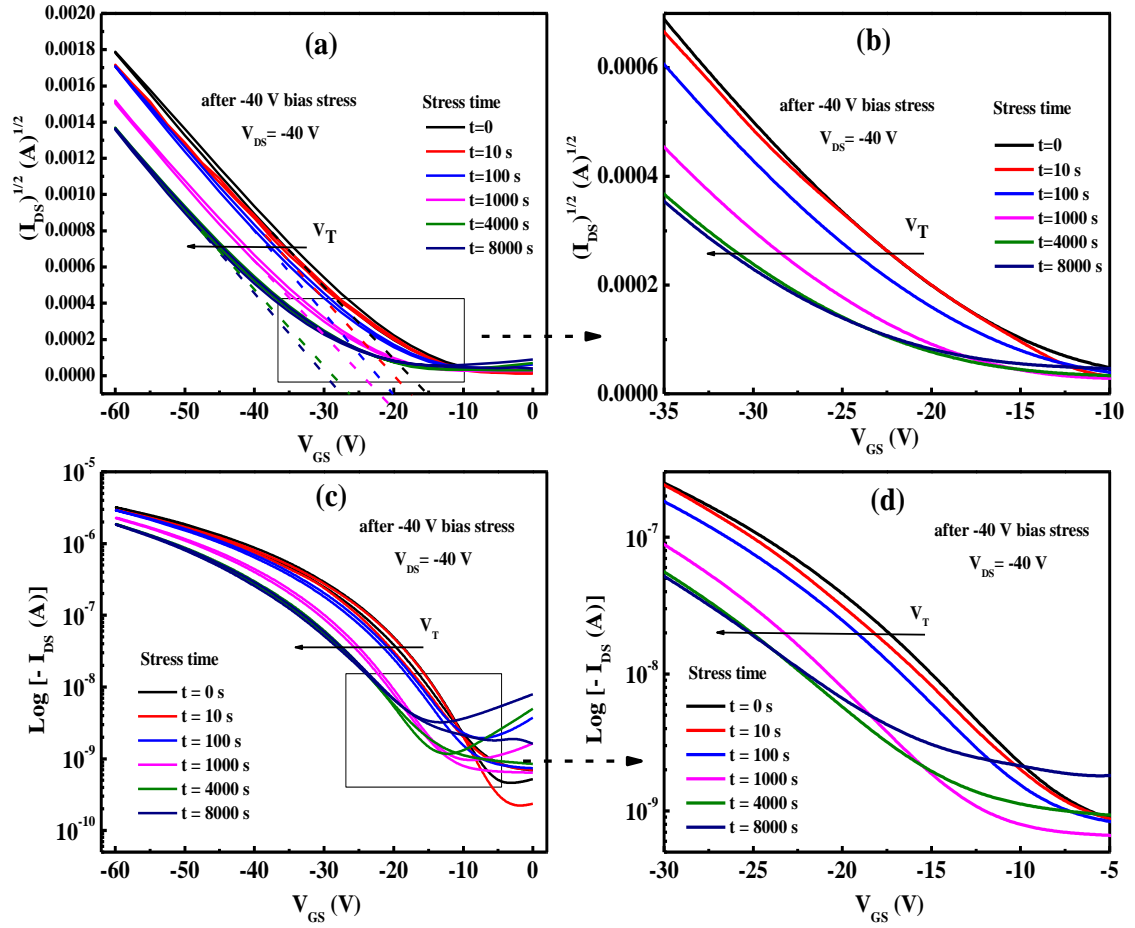 (a)
after -40 V bias stress
V_DS= -40 V
Stress time
t=0
t=10 s
t=100 s
t=1000 s
t=4000 s
t= 8000 s
V_T
0.0020
0.0018
0.0016
0.0014
0.0012
0.0010
0.0008
0.0006
0.0004
0.0002
0.0000
(I_DS)^1/2 (A)^1/2
-60 -50 -40 -30 -20 -10 0
V_GS (V)
(b)
after -40 V bias stress
V_DS= -40 V
Stress time
t=0
t=10 s
t=100 s
t=1000 s
t=4000 s
t= 8000 s
V_T
0.0006
0.0004
0.0002
0.0000
(I_DS)^1/2 (A)^1/2
-35 -30 -25 -20 -15 -10
V_GS (V)
(c)
after -40 V bias stress
V_DS= -40 V
V_T
Stress time
t = 0 s
t = 10 s
t = 100 s
t = 1000 s
t = 4000 s
t = 8000 s
10^-5
10^-6
10^-7
10^-8
10^-9
10^-10
Log [- I_DS (A)]
-60 -50 -40 -30 -20 -10 0
V_GS (V)
(d)
after -40 V bias stress
V_DS= -40 V
V_T
Stress time
t = 0 s
t = 10 s
t = 100 s
t = 1000 s
t = 4000 s
t = 8000 s
10^-7
10^-8
10^-9
Log [- I_DS (A)]
-30 -25 -20 -15 -10 -5
V_GS (V)